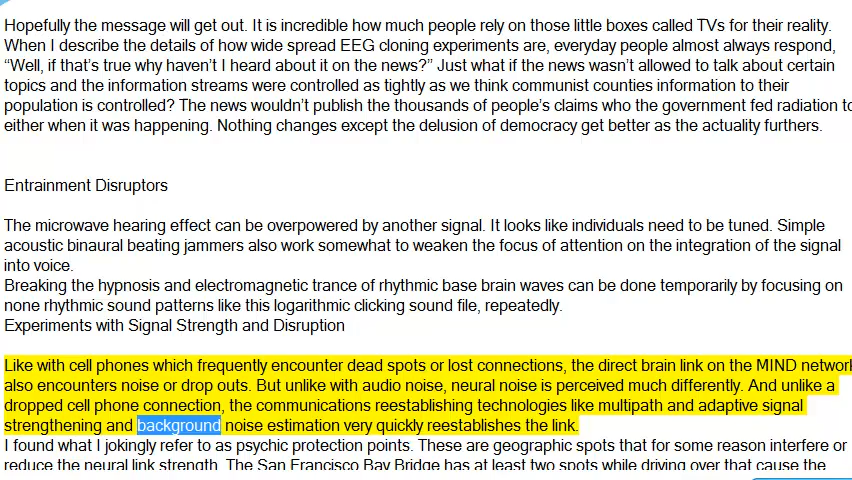 Hopefully the message will get out. It is incredible how much people rely on those little boxes called TVs for their reality.
When I describe the details of how wide spread EEG cloning experiments are, everyday people almost always respond,
“Well, if that’s true why haven’t I heard about it on the news?” Just what if the news wasn’t allowed to talk about certain
topics and the information streams were controlled as tightly as we think communist counties information to their
population is controlled? The news wouldn’t publish the thousands of people’s claims who the government fed radiation to
either when it was happening. Nothing changes except the delusion of democracy get better as the actuality furthers.
Entrainment Disruptors
The microwave hearing effect can be overpowered by another signal. It looks like individuals need to be tuned. Simple
acoustic binaural beating jammers also work somewhat to weaken the focus of attention on the integration of the signal
into voice.
Breaking the hypnosis and electromagnetic trance of rhythmic base brain waves can be done temporarily by focusing on
none rhythmic sound patterns like this logarithmic clicking sound file, repeatedly.
Experiments with Signal Strength and Disruption
Like with cell phones which frequently encounter dead spots or lost connections, the direct brain link on the MIND network
also encounters noise or drop outs. But unlike with audio noise, neural noise is perceived much differently. And unlike a
dropped cell phone connection, the communications reestablishing technologies like multipath and adaptive signal
strengthening and background noise estimation very quickly reestablishes the link.
I found what I jokingly refer to as psychic protection points. These are geographic spots that for some reason interfere or
reduce the neural link strength. The San Francisco Bay Bridge has at least two spots while driving over that cause the